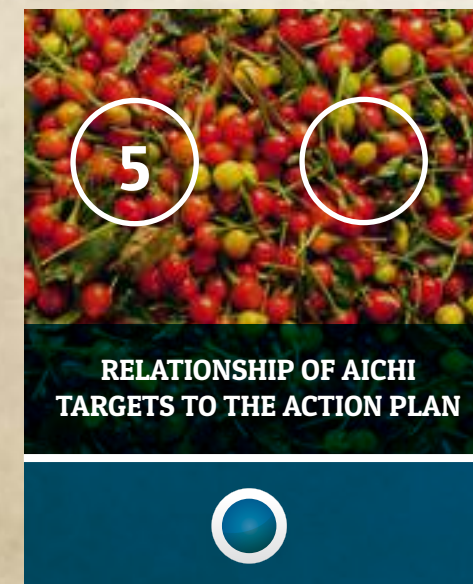 5
RELATIONSHIP OF AICHI
TARGETS TO THE ACTION PLAN